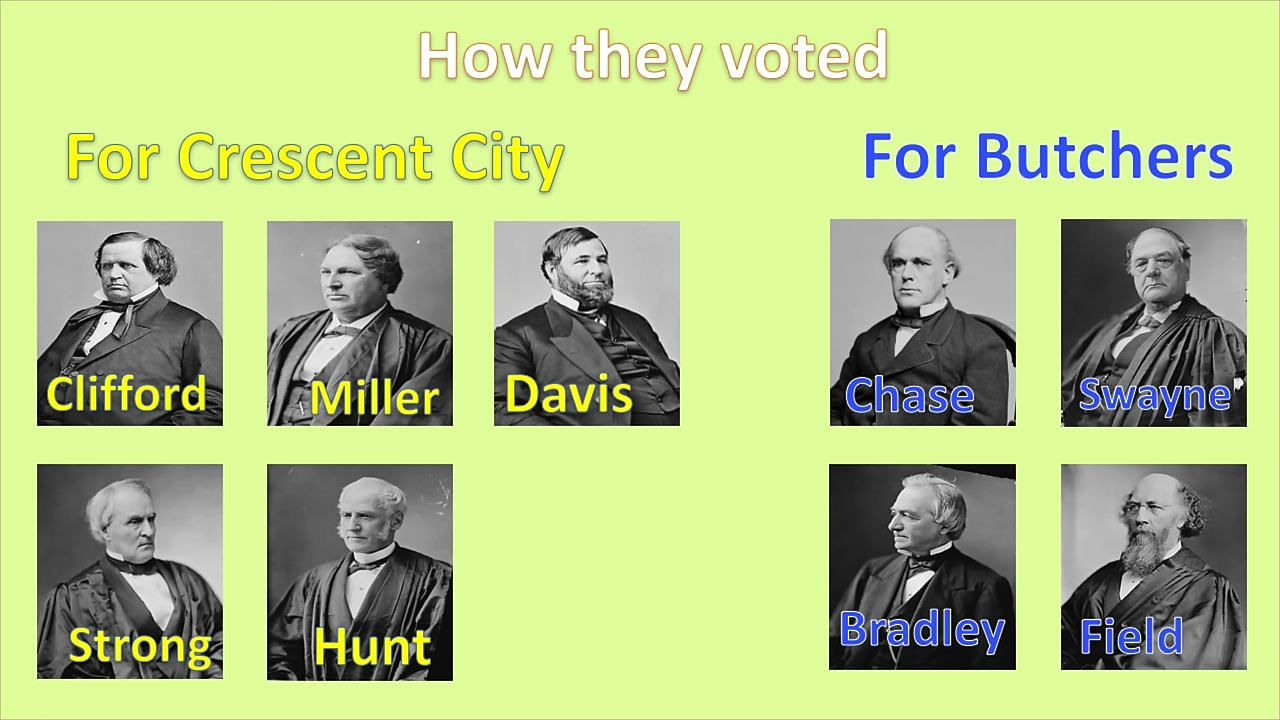 How they voted
For Crescent City
For Butchers
Clifford
Miller
Davis
Chase
Swayne
Strong
Hunt
Bradley
Field